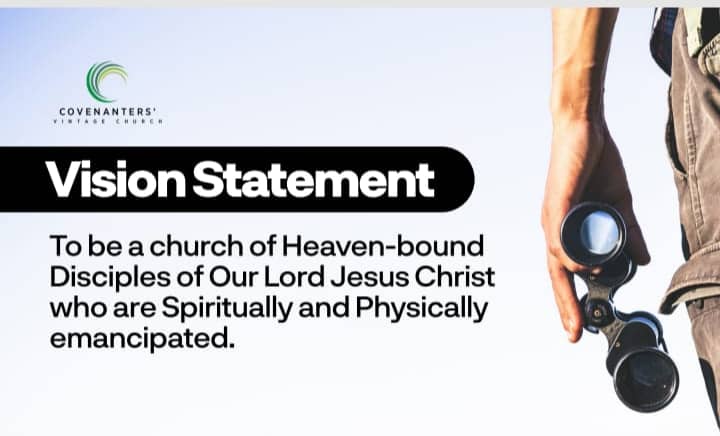 COVENANTERS'
VINTAGE CHURCH
Vision Statement
To be a church of Heaven-bound
Disciples of Our Lord Jesus Christ
who are Spiritually and Physically
emancipated.